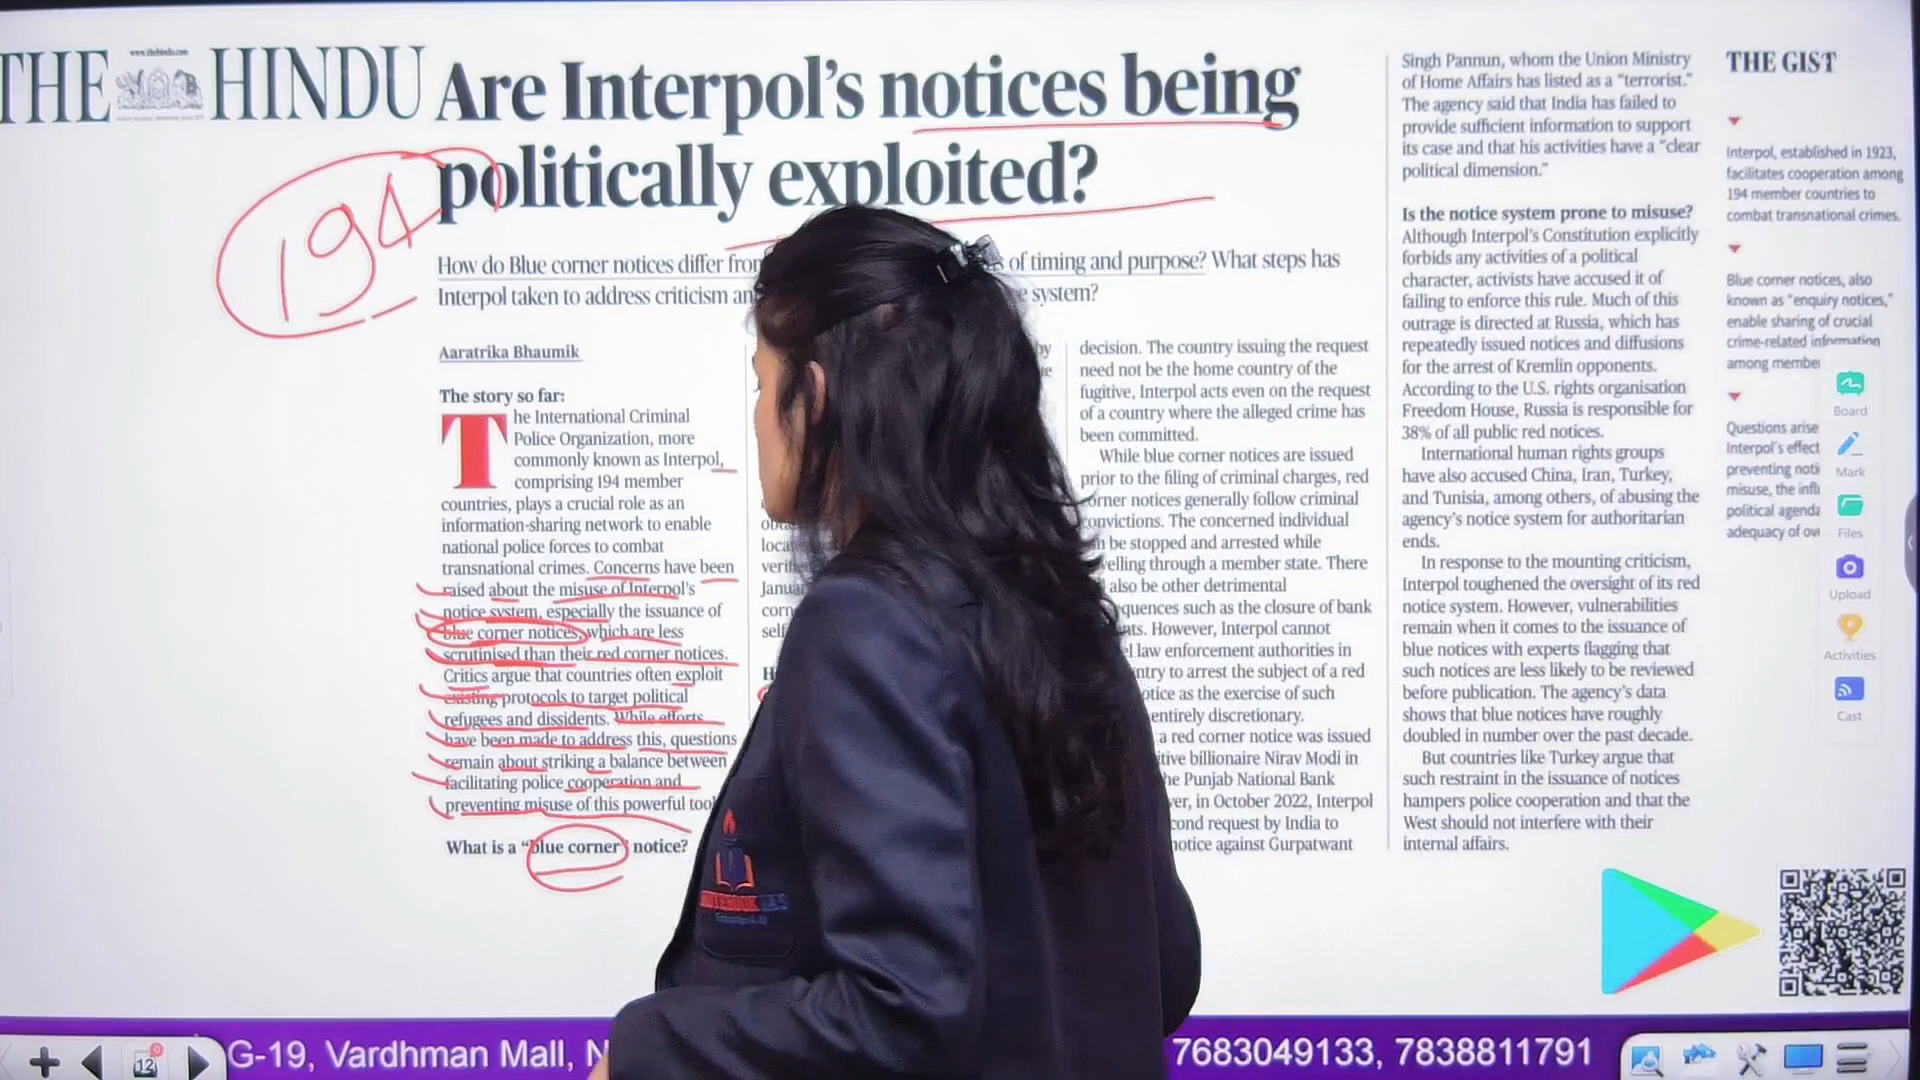 THE HINDU
www.thehindu.com
Are Interpol's notices being
politically exploited?
194
How do Blue corner notices differ from of timing and purpose? What steps has
Interpol taken to address criticism system?
Aaratrika Bhaumik
The story so far:
The International Criminal
Police Organization, more
commonly known as Interpol,
comprising 194 member
countries, plays a crucial role as an
information-sharing network to enable
national police forces to combat
transnational crimes. Concerns have been
raised about the misuse of Interpol's
notice system, especially the issuance of
blue corner notices, which are less
scrutinised than their red corner notices.
Critics argue that countries often exploit
existing protocols to target political
refugees and dissidents. While efforts
have been made to address this, questions
remain about striking a balance between
facilitating police cooperation and
preventing misuse of this powerful tool
What is a "blue corner" notice?
by
decision. The country issuing the request
need not be the home country of the
fugitive, Interpol acts even on the request
of a country where the alleged crime has
been committed.
While blue corner notices are issued
prior to the filing of criminal charges, red
corner notices generally follow criminal
convictions. The concerned individual
be stopped and arrested while
travelling through a member state. There
also be other detrimental
consequences such as the closure of bank
However, Interpol cannot
law enforcement authorities in
to arrest the subject of a red
notice as the exercise of such
entirely discretionary.
a red corner notice was issued
billionaire Nirav Modi in
the Punjab National Bank
in October 2022, Interpol
second request by India to
notice against Gurpatwant
Singh Pannun, whom the Union Ministry
of Home Affairs has listed as a "terrorist."
The agency said that India has failed to
provide sufficient information to support
its case and that his activities have a "clear
political dimension."
Is the notice system prone to misuse?
Although Interpol's Constitution explicitly
forbids any activities of a political
character, activists have accused it of
failing to enforce this rule. Much of this
outrage is directed at Russia, which has
repeatedly issued notices and diffusions
for the arrest of Kremlin opponents.
According to the U.S. rights organisation
Freedom House, Russia is responsible for
38% of all public red notices.
International human rights groups
have also accused China, Iran, Turkey,
and Tunisia, among others, of abusing the
agency's notice system for authoritarian
ends.
In response to the mounting criticism,
Interpol toughened the oversight of its red
notice system. However, vulnerabilities
remain when it comes to the issuance of
blue notices with experts flagging that
such notices are less likely to be reviewed
before publication. The agency's data
shows that blue notices have roughly
doubled in number over the past decade.
But countries like Turkey argue that
such restraint in the issuance of notices
hampers police cooperation and that the
West should not interfere with their
internal affairs.
THE GIST
Interpol, established in 1923,
facilitates cooperation among
194 member countries to
combat transnational crimes.
Blue corner notices, also
known as "enquiry notices,"
enable sharing of crucial
crime-related information
among
Questions arise
Interpol's
preventing
misuse, the
political
adequacy of
Board
Mark
Files
Upload
Activities
Cast
12
G-19, Vardhman Mall,
7683049133, 7838811791